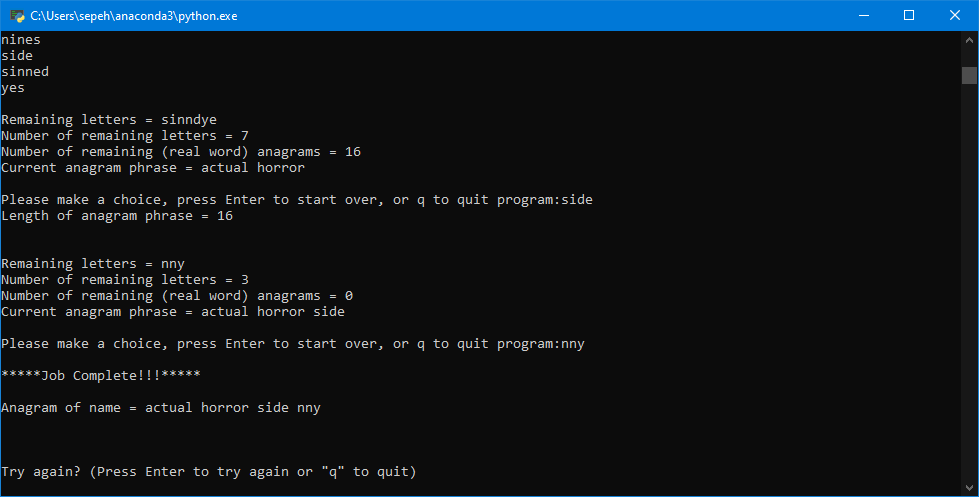 C:\Users\sepeh\anaconda3\python.exe
nines
side
sinned
yes
Remaining letters = sinndye
Number of remaining letters = 7
Number of remaining (real word) anagrams = 16
Current anagram phrase = actual horror
Please make a choice, press Enter to start over, or q to quit program:side
Length of anagram phrase = 16
Remaining letters = nny
Number of remaining letters = 3
Number of remaining (real word) anagrams = 0
Current anagram phrase = actual horror side
Please make a choice, press Enter to start over, or q to quit program:nny
*****Job Complete!!!*****
Anagram of name = actual horror side nny
Try again? (Press Enter to try again or "q" to quit)